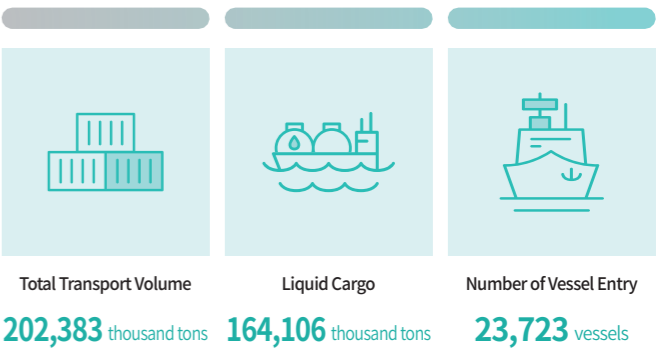 Total Transport Volume
202,383 thousand tons
Liquid Cargo
164,106 thousand tons
Number of Vessel Entry
23,723 vessels